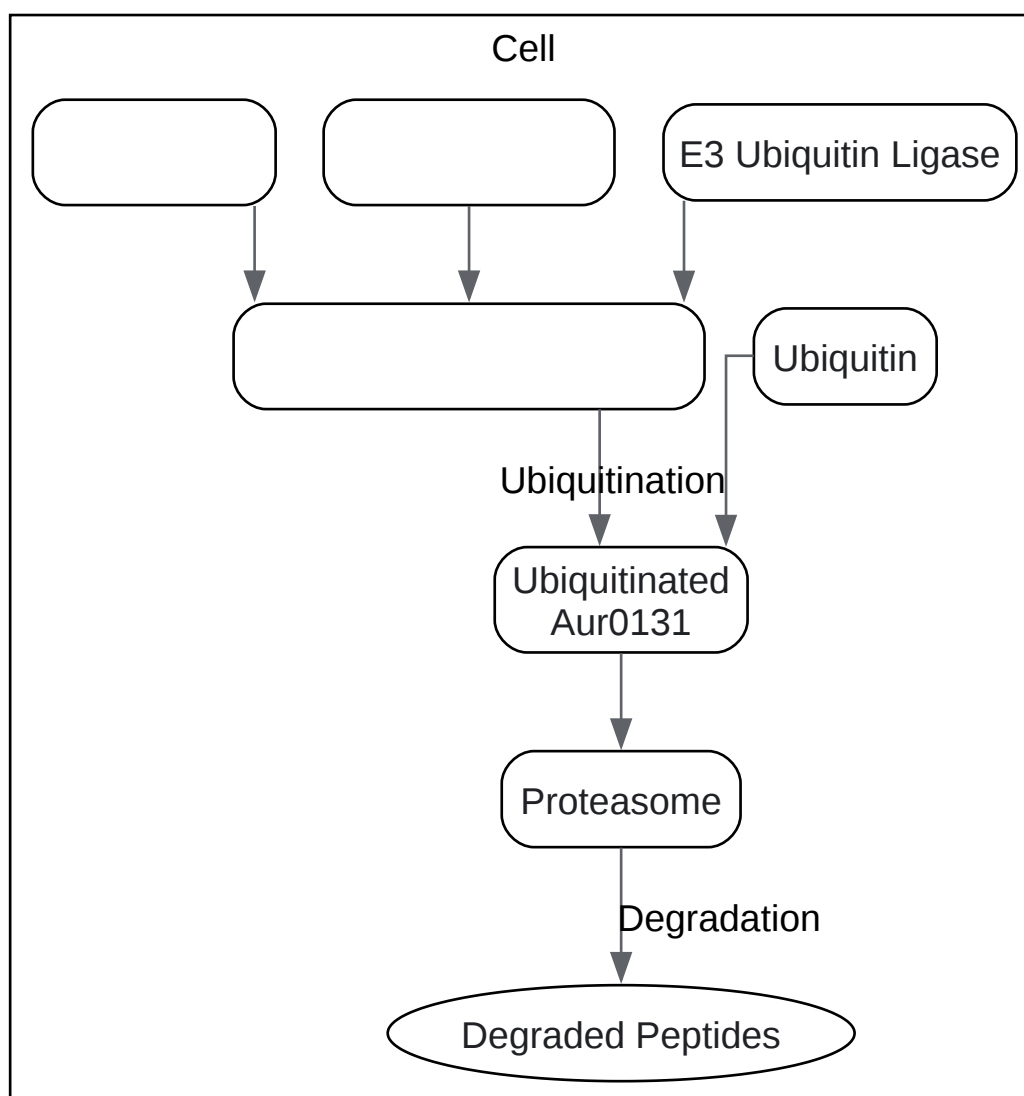 Cell
E3 Ubiquitin Ligase
Ubiquitin
Ubiquitination
Ubiquitinated
Aur0131
Proteasome
Degradation
Degraded Peptides